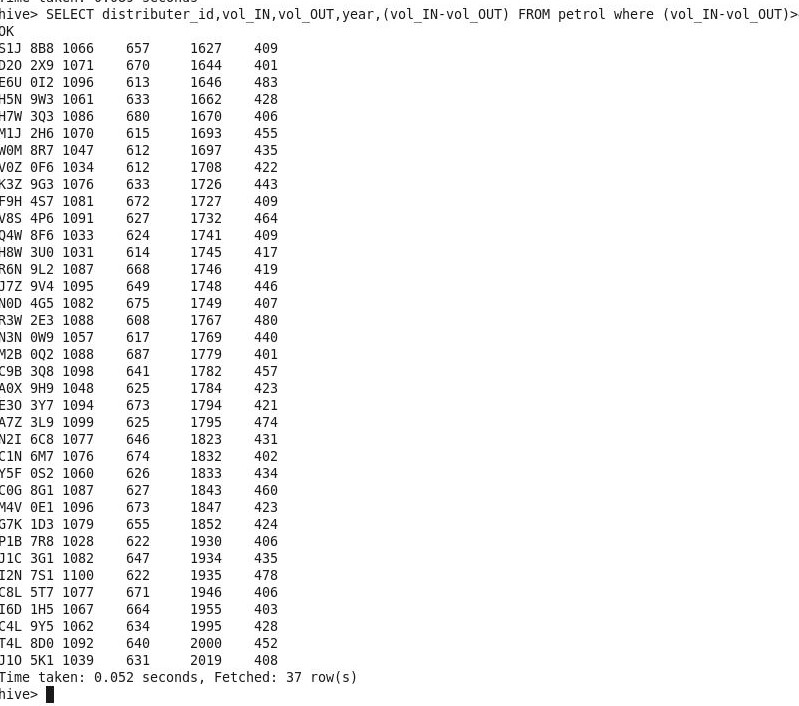 Time taken: 0.089 seconds
hive> SELECT distributer_id,vol_IN,vol_OUT,year,(vol_IN-vol_OUT) FROM petrol where (vol_IN-vol_OUT)>
OK
S1J 8B8 1066 657 1627 409
D2O 2X9 1071 670 1644 401
E6U 0I2 1096 613 1646 483
H5N 9W3 1061 633 1662 428
H7W 3Q3 1086 680 1670 406
M1J 2H6 1070 615 1693 455
W0M 8R7 1047 612 1697 435
V0Z 0F6 1034 612 1708 422
K3Z 9G3 1076 633 1726 443
F9H 4S7 1081 672 1727 409
V8S 4P6 1091 627 1732 464
Q4W 8F6 1033 624 1741 409
H8W 3U0 1031 614 1745 417
R6N 9L2 1087 668 1746 419
J7Z 9V4 1095 649 1748 446
N0D 4G5 1082 675 1749 407
R3W 2E3 1088 608 1767 480
N3N 0W9 1057 617 1769 440
M2B 0Q2 1088 687 1779 401
C9B 3Q8 1098 641 1782 457
A0X 9H9 1048 625 1784 423
E3O 3Y7 1094 673 1794 421
A7Z 3L9 1099 625 1795 474
N2I 6C8 1077 646 1823 431
C1N 6M7 1076 674 1832 402
Y5F 0S2 1060 626 1833 434
C0G 8G1 1087 627 1843 460
M4V 0E1 1096 673 1847 423
G7K 1D3 1079 655 1852 424
P1B 7R8 1028 622 1930 406
J1C 3G1 1082 647 1934 435
I2N 7S1 1100 622 1935 478
C8L 5T7 1077 671 1946 406
I6D 1H5 1067 664 1955 403
C4L 9Y5 1062 634 1995 428
T4L 8D0 1092 640 2000 452
J1O 5K1 1039 631 2019 408
Time taken: 0.052 seconds, Fetched: 37 row(s)
hive>